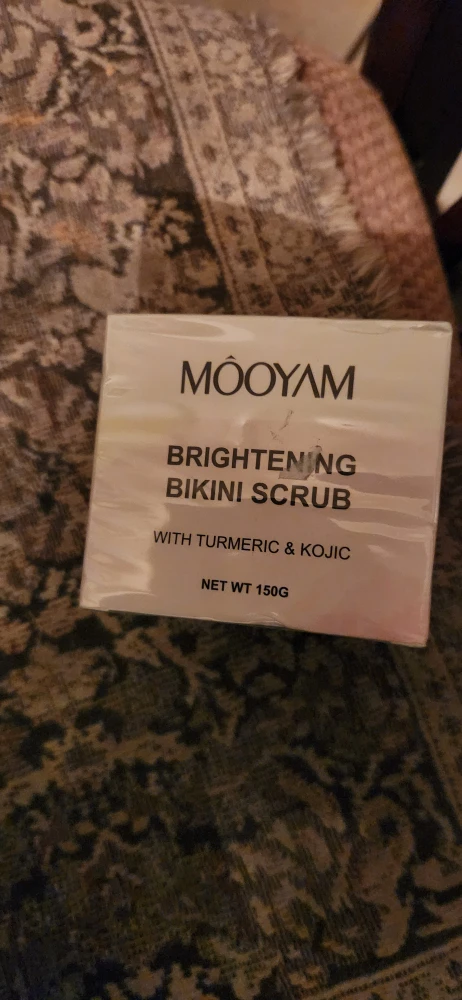 MÔOYAM
BRIGHTENING
BIKINI SCRUB
WITH TURMERIC & KOJIC
NET WT 150G